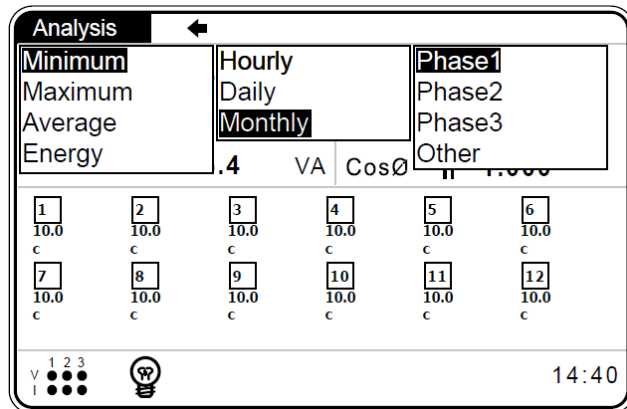 Analysis
Minimum
Maximum
Average
Energy
Hourly
Daily
Monthly
Phase1
Phase2
Phase3
Other
.4 VA CosØ
1 2 3 4 5 6
10.0 10.0 10.0 10.0 10.0 10.0
c c c c c c
7 8 9 10 11 12
10.0 10.0 10.0 10.0 10.0 10.0
c c c c c c
1 2 3
V
I
14:40